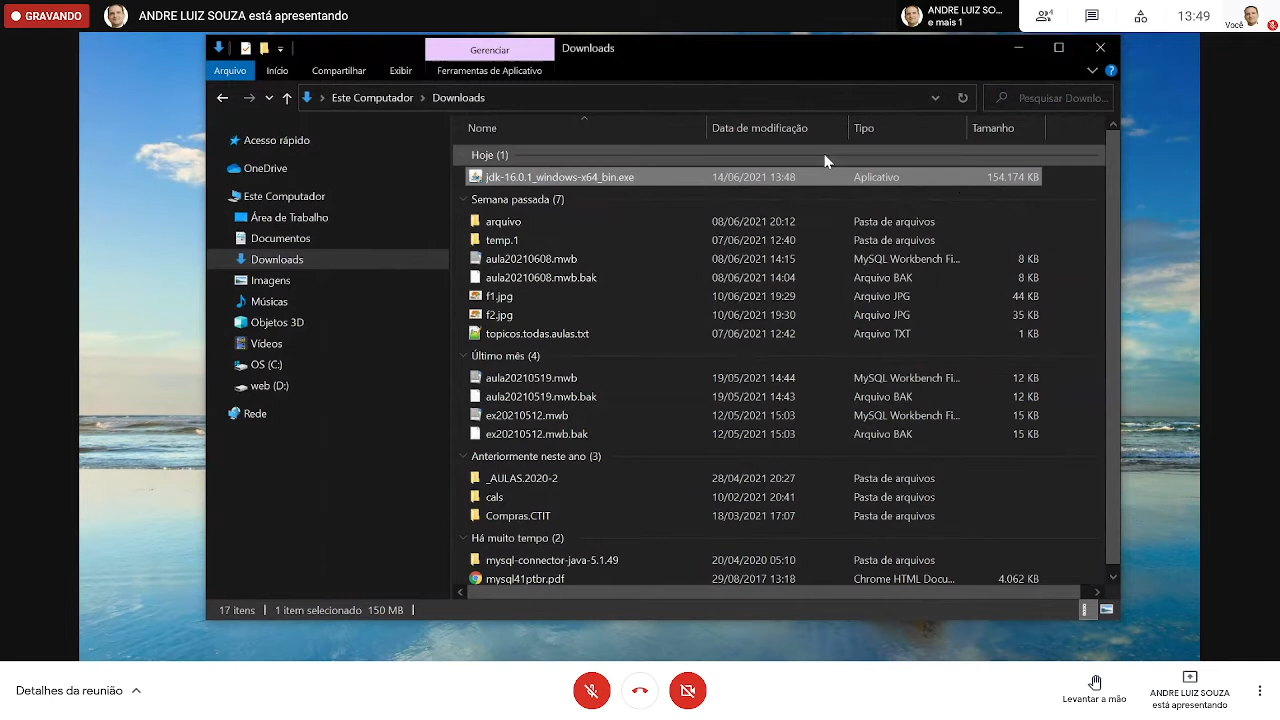 GRAVANDO
ANDRE LUIZ SOUZA está apresentando
ANDRE LUIZ SO...
e mais 1
4
13:49
Você
Gerenciar
Downloads
Arquivo
Início
Compartilhar
Exibir
Ferramentas de Aplicativo
Este Computador
Downloads
Pesquisar Downlo...
Acesso rápido
OneDrive
Este Computador
Área de Trabalho
Documentos
Downloads
Imagens
Músicas
Objetos 3D
Vídeos
OS (C:)
web (D:)
Rede
Nome Data de modificação Tipo Tamanho
Hoje (1)
jdk-16.0.1_windows-x64_bin.exe 14/06/2021 13:48 Aplicativo 154.174 KB
Semana passada (7)
arquivo 08/06/2021 20:12 Pasta de arquivos
temp.1 07/06/2021 12:40 Pasta de arquivos
aula20210608.mwb 08/06/2021 14:15 MySQL Workbench Fi... 8 KB
aula20210608.mwb.bak 08/06/2021 14:04 Arquivo BAK 8 KB
f1.jpg 10/06/2021 19:29 Arquivo JPG 44 KB
f2.jpg 10/06/2021 19:30 Arquivo JPG 35 KB
topicos.todas.aulas.txt 07/06/2021 12:42 Arquivo TXT 1 KB
Último mês (4)
aula20210519.mwb 19/05/2021 14:44 MySQL Workbench Fi... 12 KB
aula20210519.mwb.bak 19/05/2021 14:43 Arquivo BAK 12 KB
ex20210512.mwb 12/05/2021 15:03 MySQL Workbench Fi... 15 KB
ex20210512.mwb.bak 12/05/2021 15:03 Arquivo BAK 15 KB
Anteriormente neste ano (3)
_AULAS.2020-2 28/04/2021 20:27 Pasta de arquivos
cals 10/02/2021 20:41 Pasta de arquivos
Compras.CTIT 18/03/2021 17:07 Pasta de arquivos
Há muito tempo (2)
mysql-connector-java-5.1.49 20/04/2020 05:10 Pasta de arquivos
mysql41ptbr.pdf 29/08/2017 13:18 Chrome HTML Docu... 4.062 KB
17 itens 1 item selecionado 150 MB
Detalhes da reunião
Levantar a mão
ANDRE LUIZ SOUZA
está apresentando